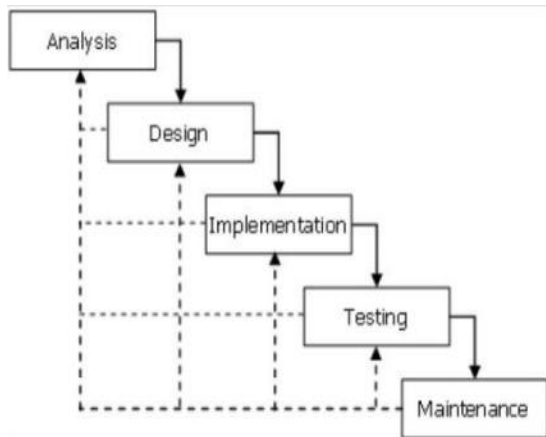 Analysis
Design
Implementation
Testing
Maintenance